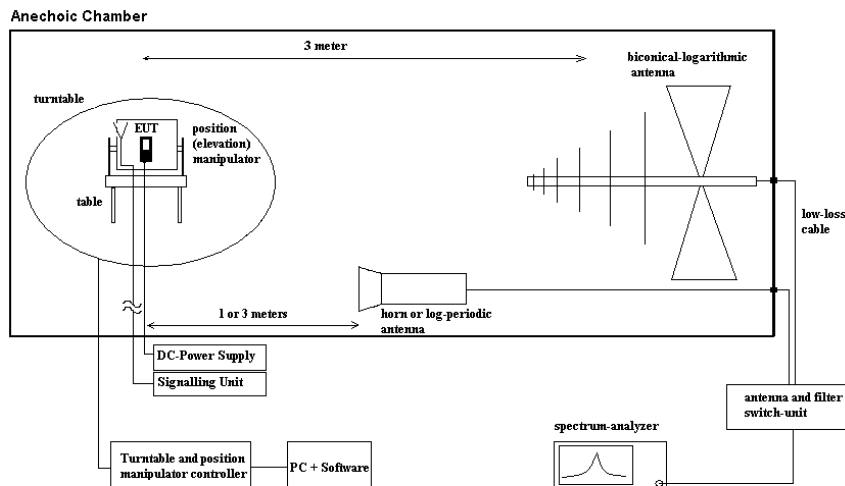 Anechoic Chamber
3 meter
biconical-logarithmic
antenna
turntable
EUT
position
(elevation)
manipulator
table
low-loss
cable
1 or 3 meters
horn or log-periodic
antenna
DC-Power Supply
Signalling Unit
antenna and filter
switch-unit
spectrum-analyzer
Turntable and position
manipulator controller
PC + Software